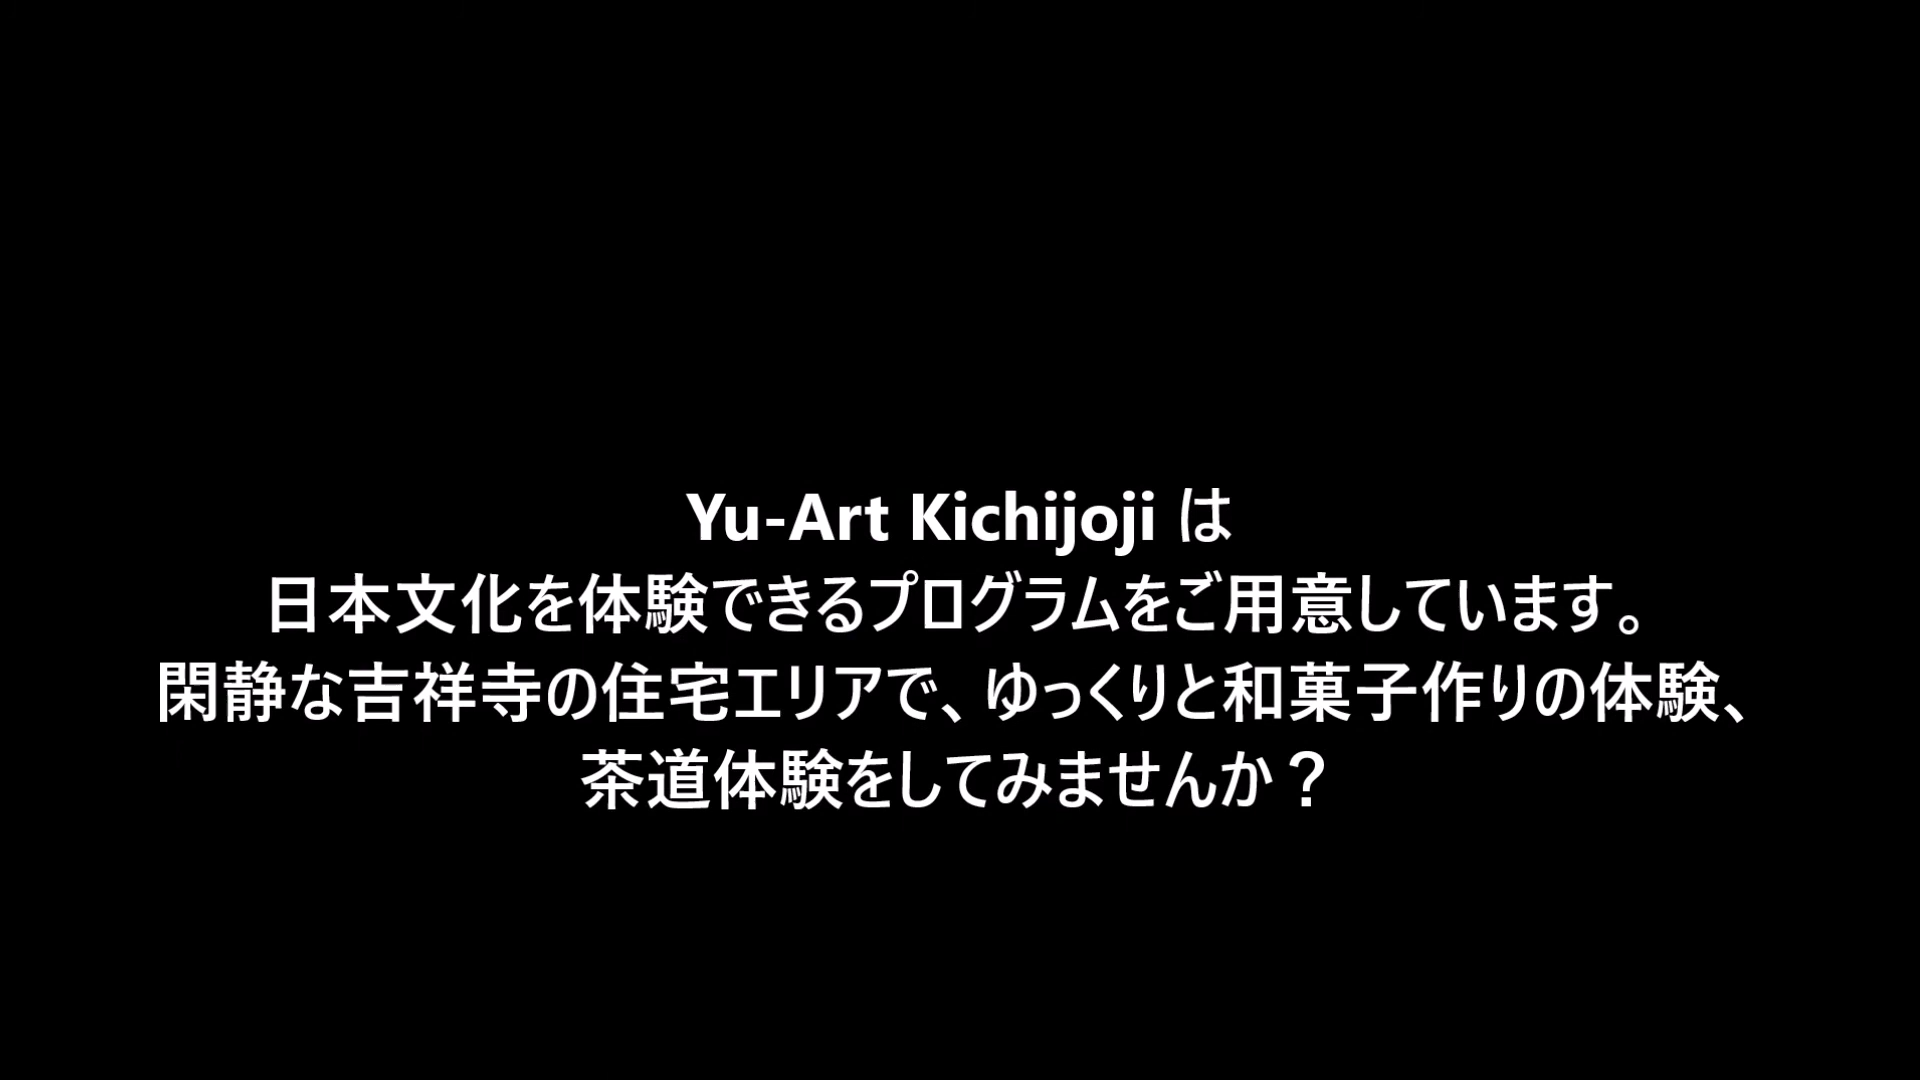 Yu-Art Kichijoji は
日本文化を体験できるプログラムをご用意しています。
閑静な吉祥寺の住宅エリアで、ゆっくりと和菓子作りの体験、
茶道体験をしてみませんか？